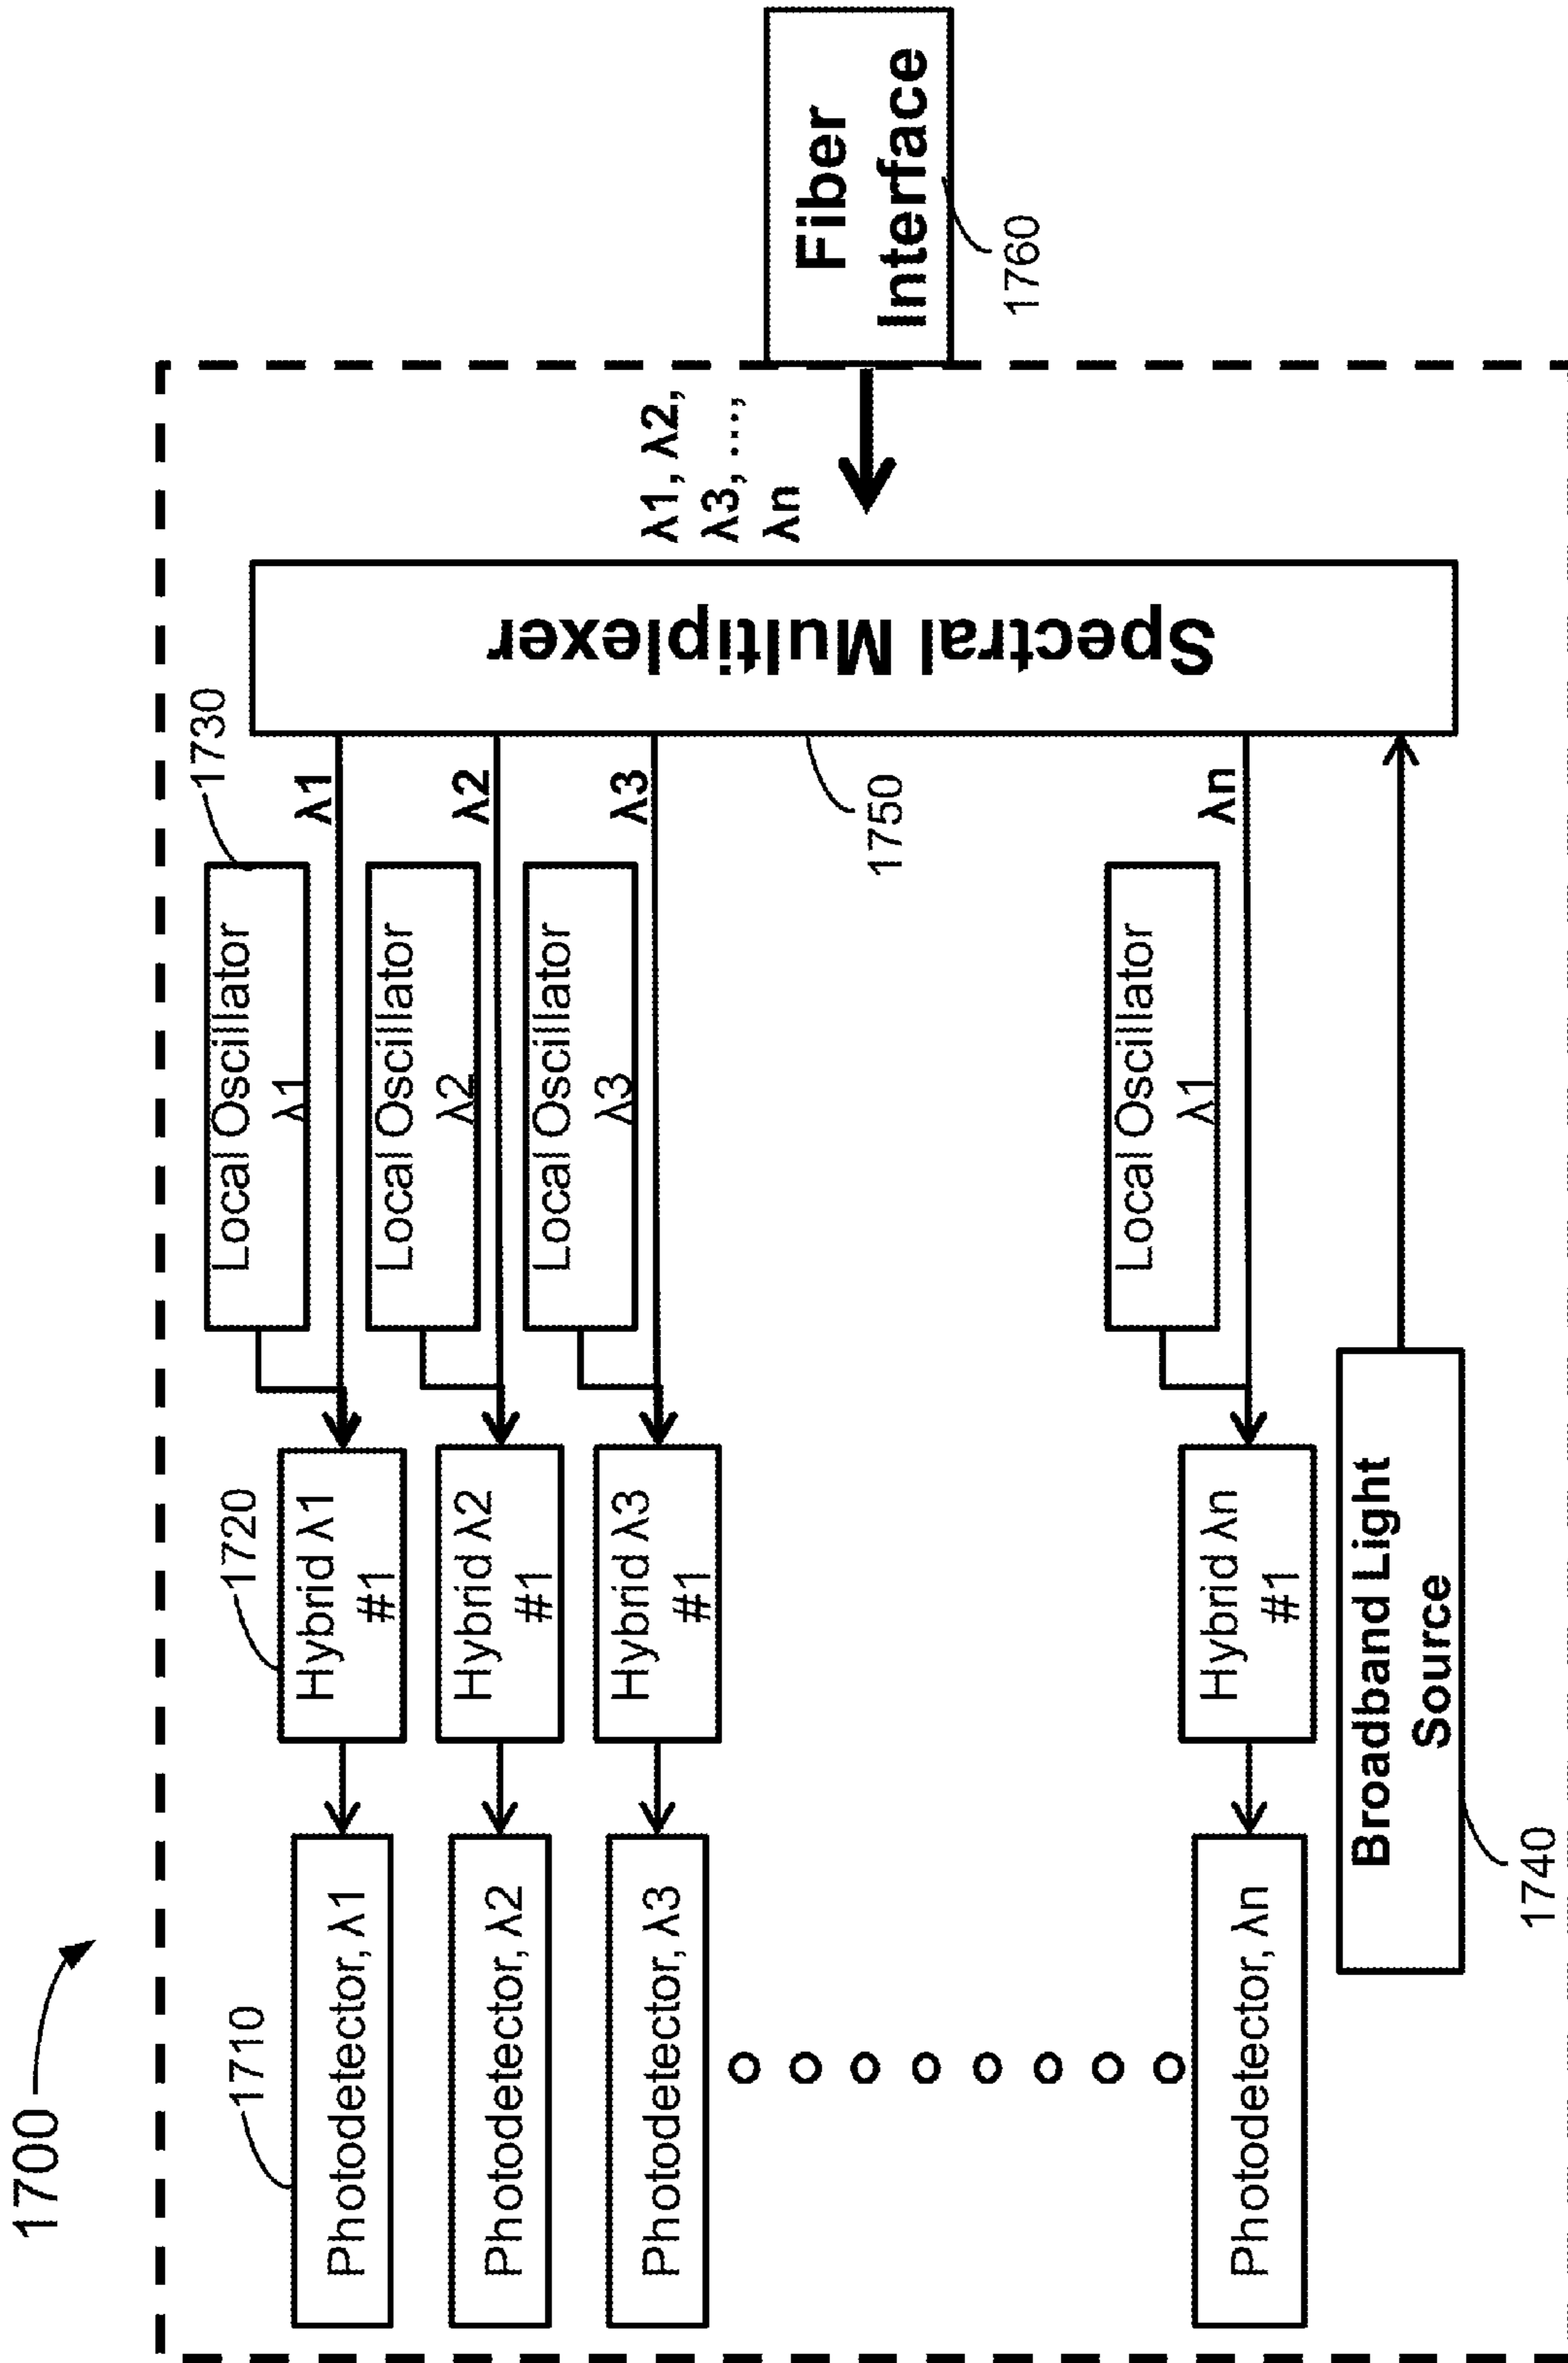 1700
1710
1720
1730
Photodetector, λ1
Hybrid λ1
#1
Local Oscillator
λ1
λ1
Photodetector, λ2
Hybrid λ2
#1
Local Oscillator
λ2
λ2
Photodetector, λ3
Hybrid λ3
#1
Local Oscillator
λ3
λ3
Photodetector, λn
Hybrid λn
#1
Local Oscillator
λ1
λn
Broadband Light
Source
1740
Spectral Multiplexer
1750
λ1, λ2,
λ3, ...,
λn
Fiber
Interface
1760